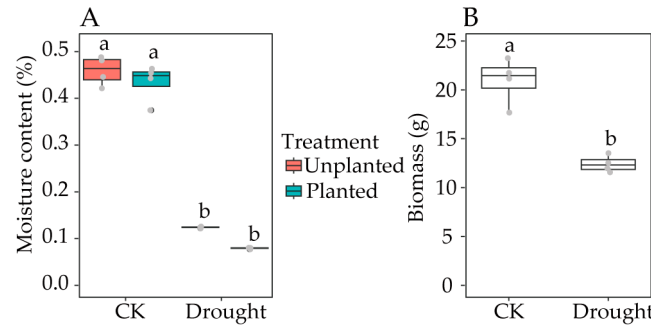 A
Moisture content (%)
0.5
0.4
0.3
0.2
0.1
0.0
a
a
b
b
CK
Drought
Treatment
Unplanted
Planted
B
Biomass (g)
25
20
15
10
5
0
a
b
CK
Drought